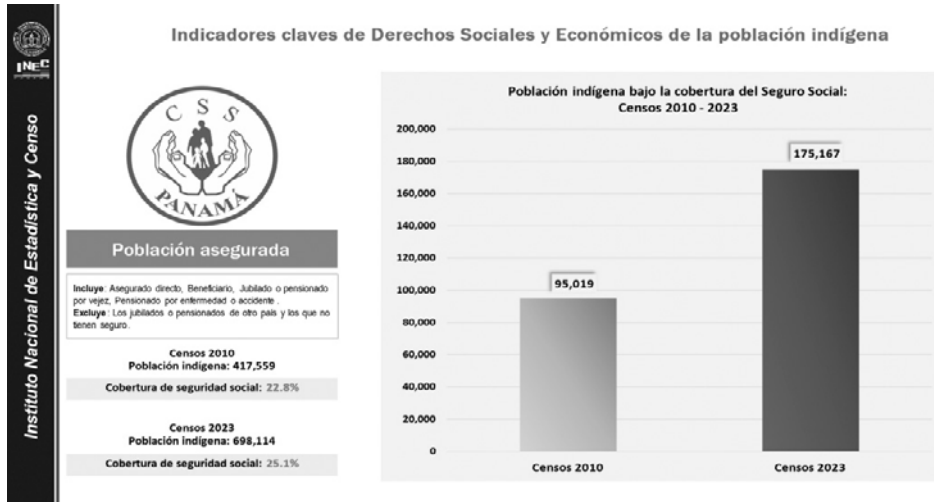 Indicadores claves de Derechos Sociales y Económicos de la población indígena
INEC
Instituto Nacional de Estadística y Censo
CSS
PANAMÁ
Población asegurada
Incluye: Asegurado directo, Beneficiario, Jubilado o pensionado
por vejez, Pensionado por enfermedad o accidente .
Excluye: Los jubilados o pensionados de otro país y los que no
tienen seguro.
Censos 2010
Población indígena: 417,559
Cobertura de seguridad social: 22.8%
Censos 2023
Población indígena: 698,114
Cobertura de seguridad social: 25.1%
Población indígena bajo la cobertura del Seguro Social:
Censos 2010 - 2023
200,000
180,000
160,000
140,000
120,000
100,000
80,000
60,000
40,000
20,000
0
95,019
175,167
Censos 2010
Censos 2023